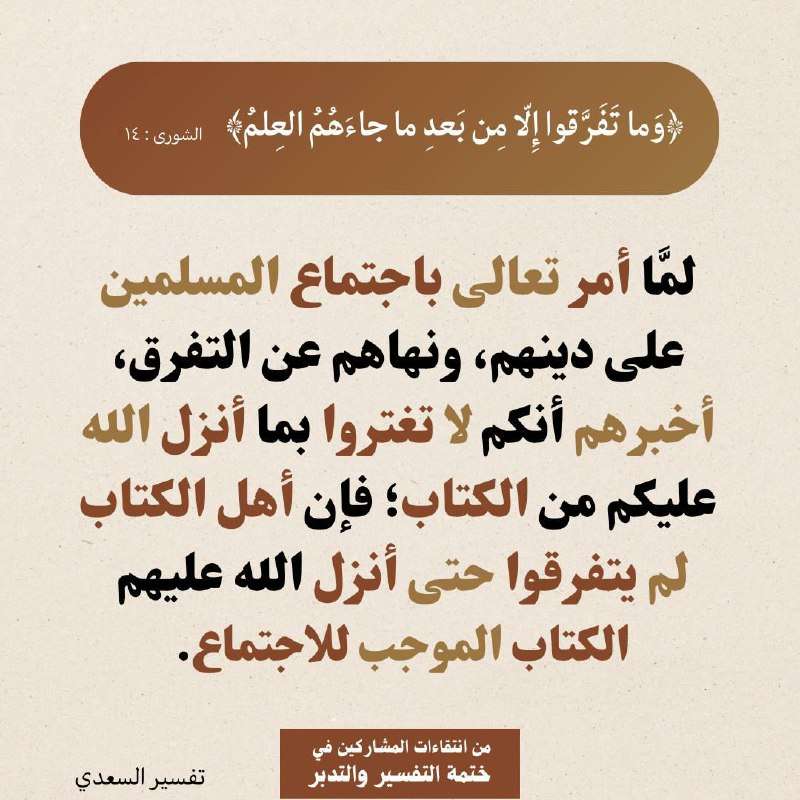 ﴿وَما تَفَرَّقوا إِلّا مِن بَعدِ ما جاءَهُمُ العِلمُ﴾ الشورى : ١٤
لمَّا أمر تعالى باجتماع المسلمين
على دينهم، ونهاهم عن التفرق،
أخبرهم أنكم لا تغتروا بما أنزل الله
عليكم من الكتاب؛ فإن أهل الكتاب
لم يتفرقوا حتى أنزل الله عليهم
الكتاب الموجب للاجتماع.
من انتقاءات المشاركين في
ختمة التفسير والتدبر
تفسير السعدي